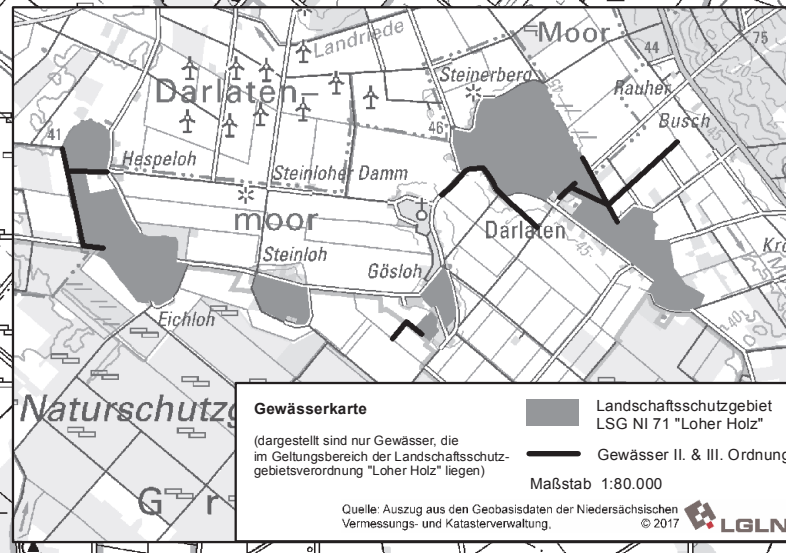 Landriede
Moor
44
75
Steinerberg
Darlaten-
Rauher
Busch
45
41
46
Hespeloh
Steinloher Damm
moor
Darlaten
45
Steinloh
Gösloh
Eichloh
40
Naturschutzg
G r
Gewässerkarte
(dargestellt sind nur Gewässer, die
im Geltungsbereich der Landschaftsschutz-
gebietsverordnung "Loher Holz" liegen)
Landschaftsschutzgebiet
LSG NI 71 "Loher Holz"
Gewässer II. & III. Ordnung
Maßstab 1:80.000
Quelle: Auszug aus den Geobasisdaten der Niedersächsischen
Vermessungs- und Katasterverwaltung,
© 2017
LGLN